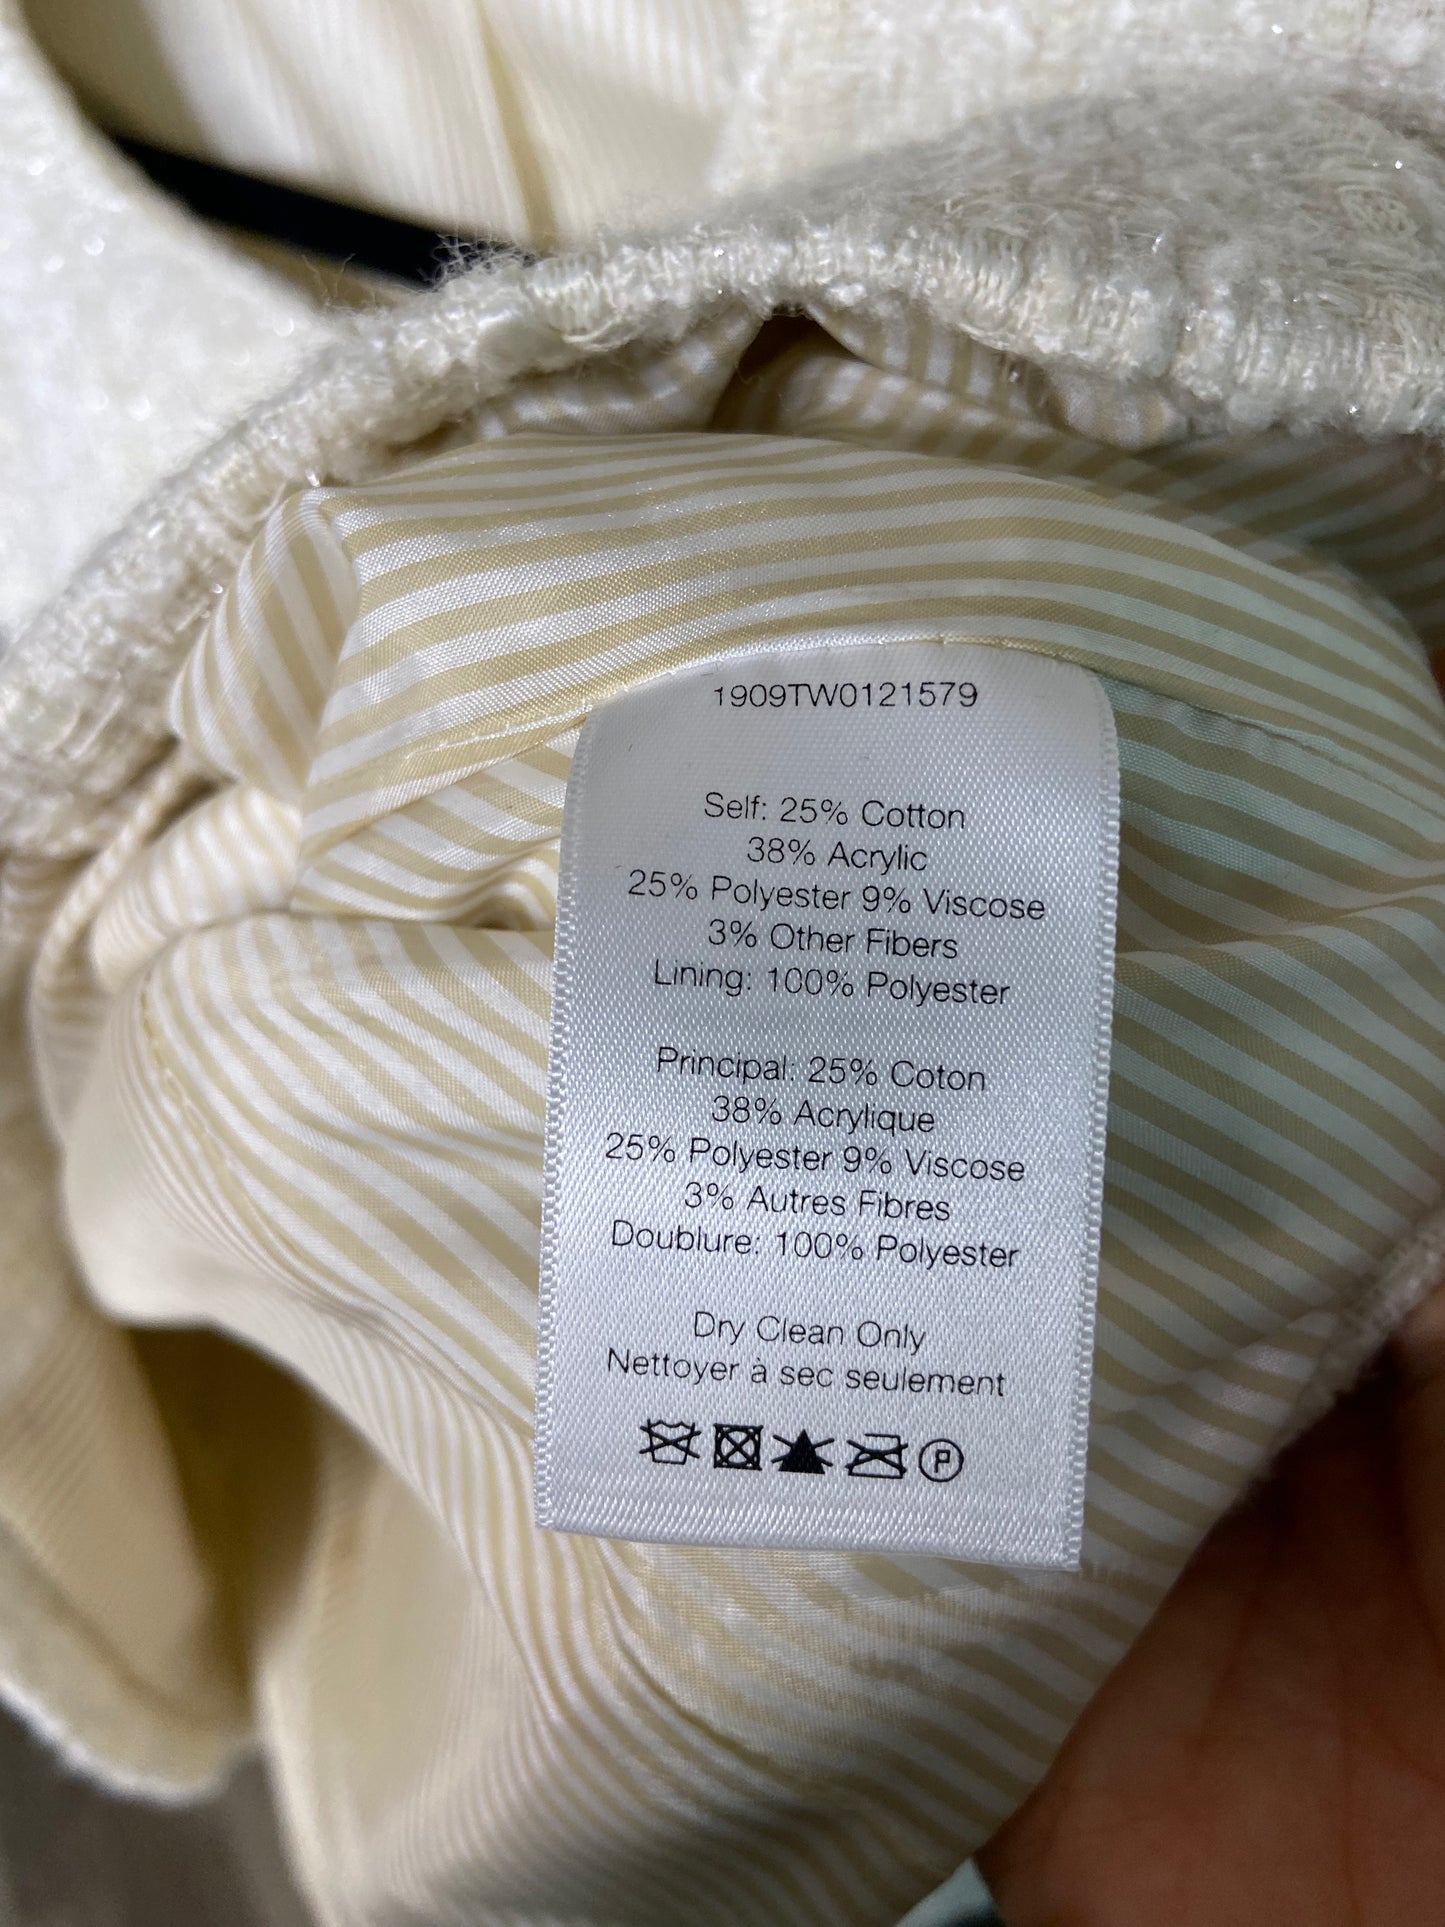 1909TW0121579
Self: 25% Cotton
38% Acrylic
25% Polyester 9% Viscose
3% Other Fibers
Lining: 100% Polyester
Principal: 25% Coton
38% Acrylique
25% Polyester 9% Viscose
3% Autres Fibres
Doublure: 100% Polyester
Dry Clean Only
Nettoyer à sec seulement
P